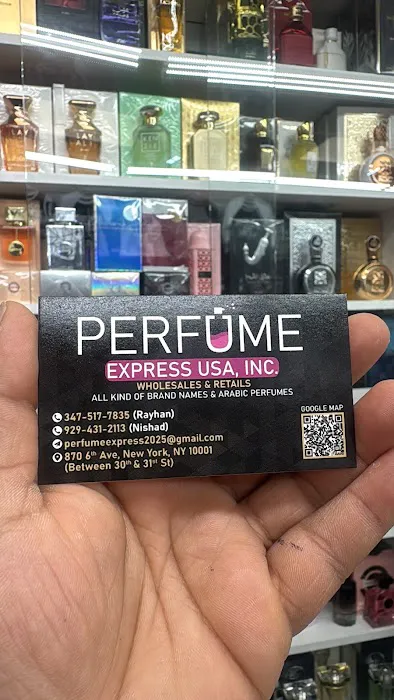 PERFUME
EXPRESS USA, INC.
WHOLESALES & RETAILS
ALL KIND OF BRAND NAMES & ARABIC PERFUMES
347-517-7835 (Rayhan)
929-431-2113 (Nishad)
perfumeexpress2025@gmail.com
870 6th Ave, New York, NY 10001
(Between 30th & 31st St)
GOOGLE MAP